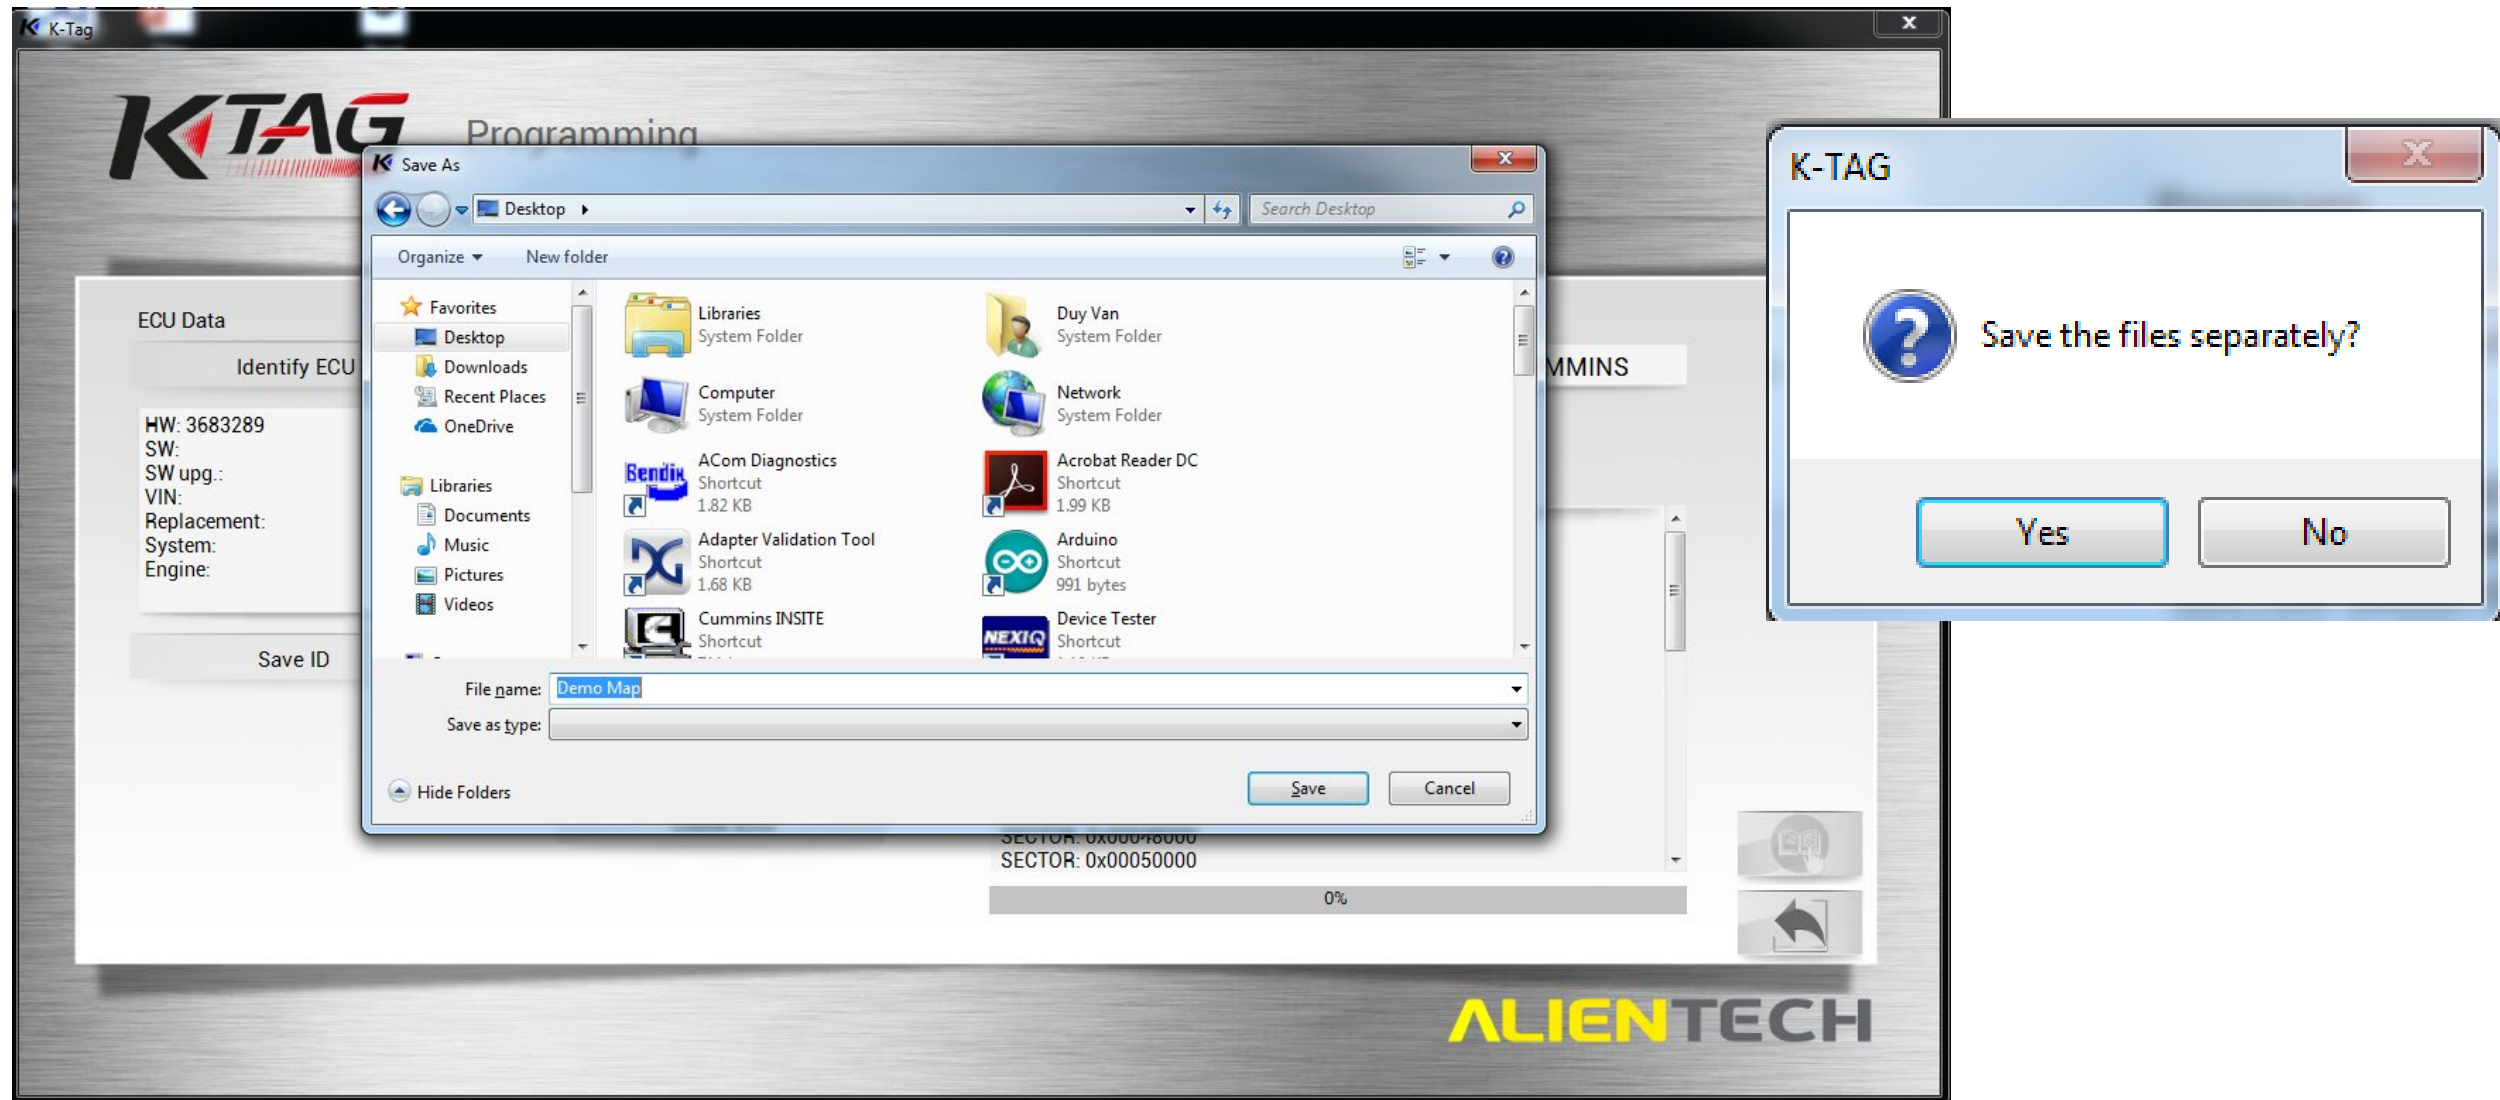 K-Tag
KTAG
Programming
Save As
Desktop
Search Desktop
Organize
New folder
Favorites
Desktop
Downloads
Recent Places
OneDrive
Libraries
Documents
Music
Pictures
Videos
Libraries
System Folder
Duy Van
System Folder
Computer
System Folder
Network
System Folder
Bendix
ACom Diagnostics
Shortcut
1.82 KB
Acrobat Reader DC
Shortcut
1.99 KB
Adapter Validation Tool
Shortcut
1.68 KB
Arduino
Shortcut
991 bytes
Cummins INSITE
Shortcut
NEXIQ
Device Tester
Shortcut
File name: Demo Map
Save as type:
Hide Folders
Save
Cancel
ECU Data
Identify ECU
HW: 3683289
SW:
SW upg.:
VIN:
Replacement:
System:
Engine:
Save ID
MMINS
SECTOR: 0x00048000
SECTOR: 0x00050000
0%
ALIENTECH
K-TAG
Save the files separately?
Yes
No